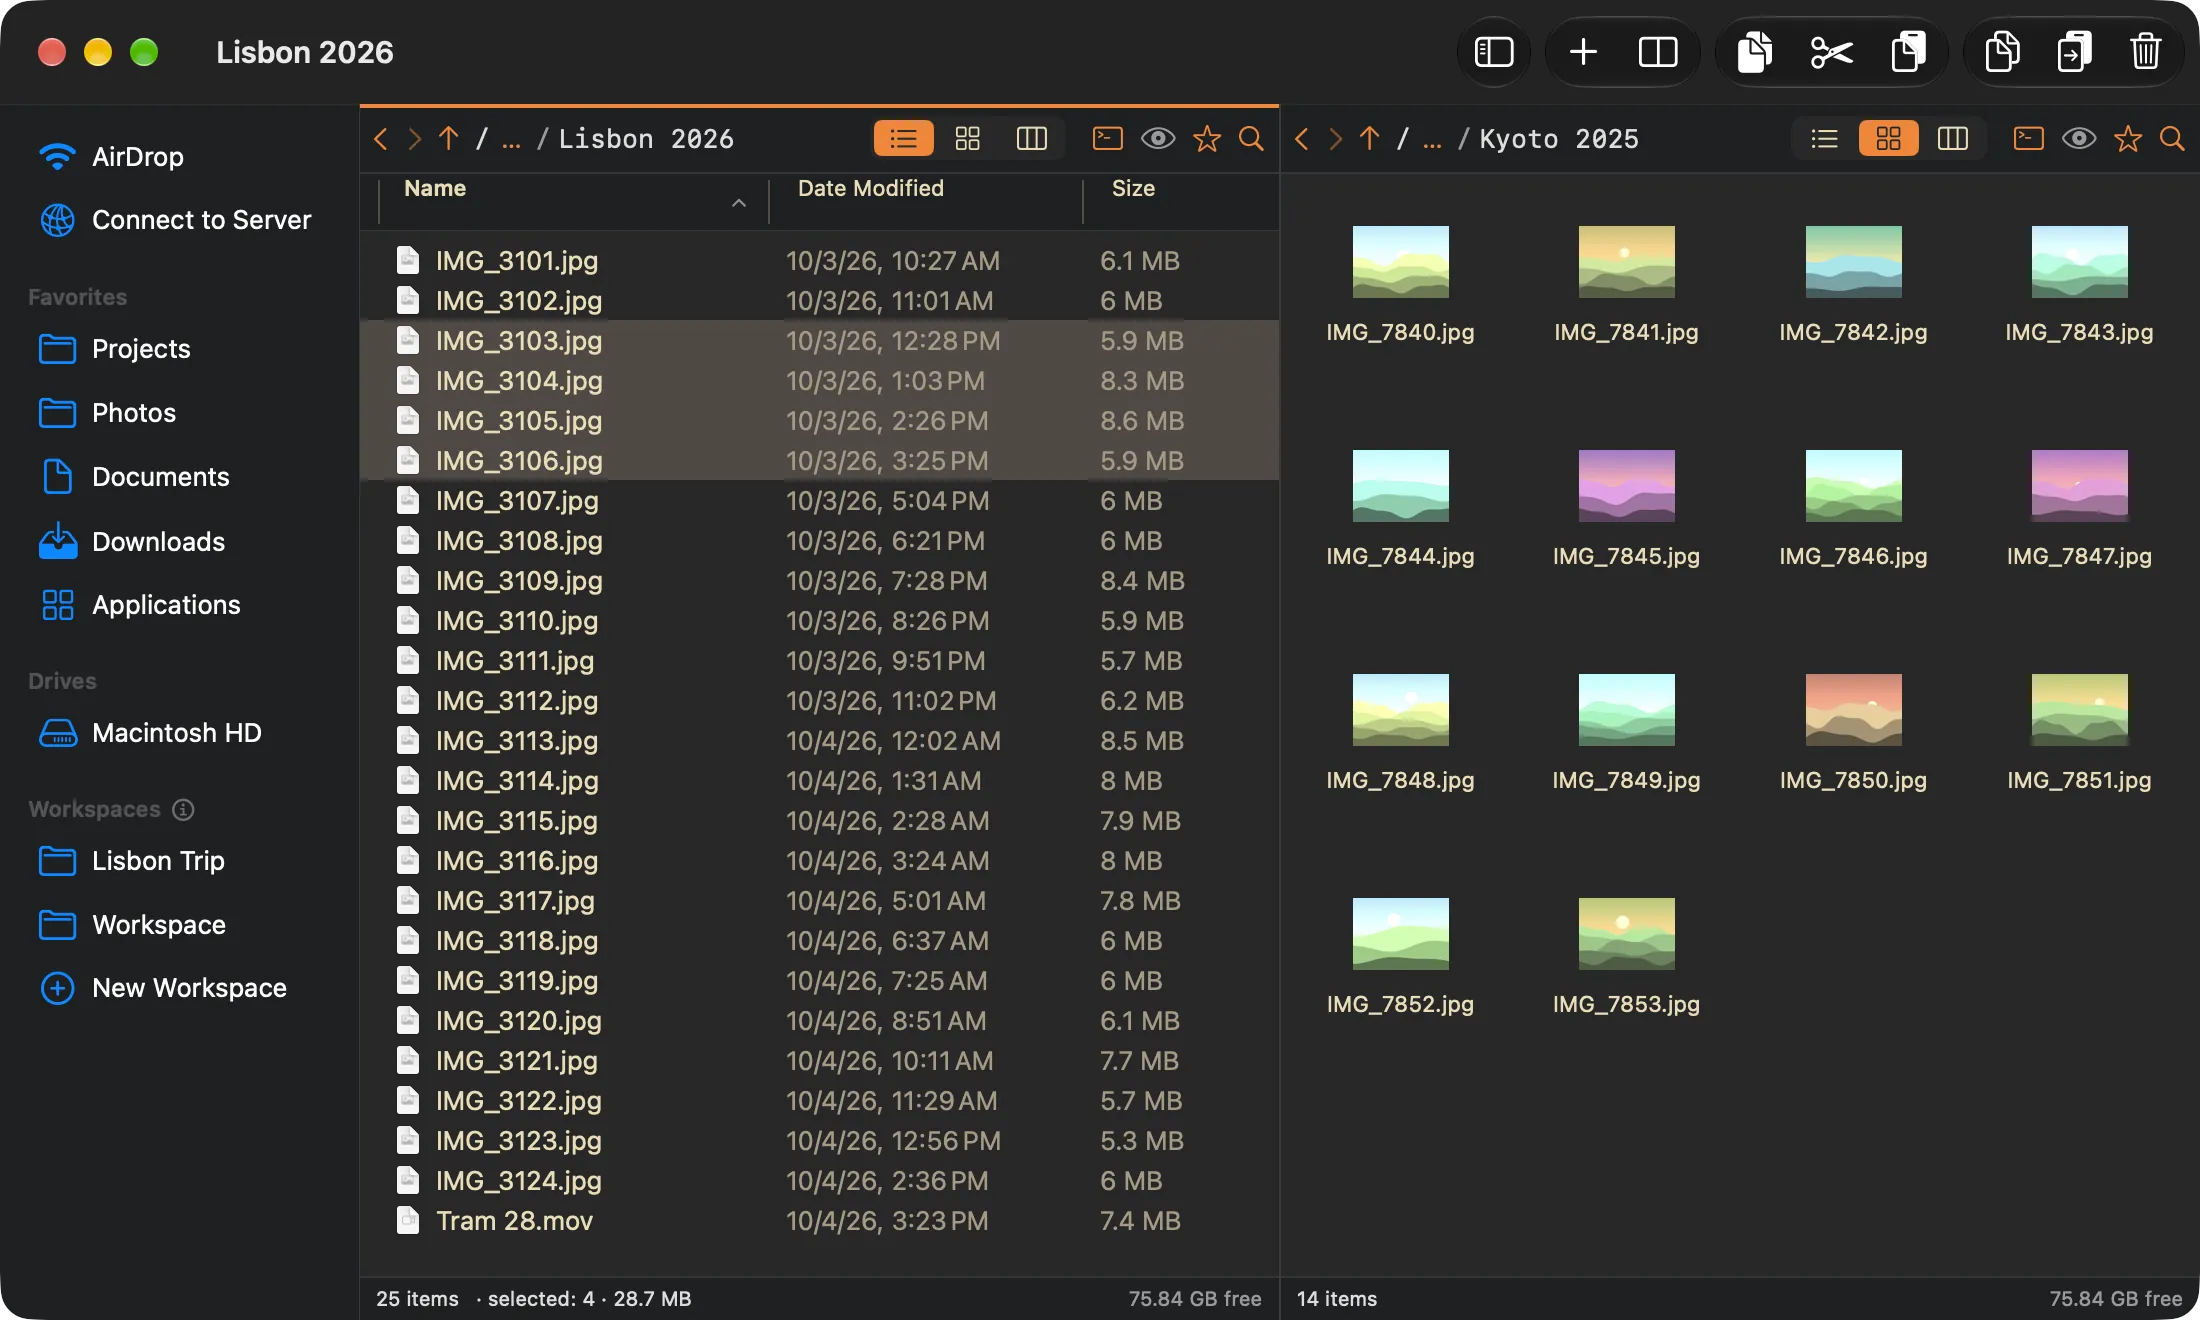 Lisbon 2026
AirDrop
Connect to Server
Favorites
Projects
Photos
Documents
Downloads
Applications
Drives
Macintosh HD
Workspaces
Lisbon Trip
Workspace
New Workspace
/ ... / Lisbon 2026
Name Date Modified Size
IMG_3101.jpg 10/3/26, 10:27 AM 6.1 MB
IMG_3102.jpg 10/3/26, 11:01 AM 6 MB
IMG_3103.jpg 10/3/26, 12:28 PM 5.9 MB
IMG_3104.jpg 10/3/26, 1:03 PM 8.3 MB
IMG_3105.jpg 10/3/26, 2:26 PM 8.6 MB
IMG_3106.jpg 10/3/26, 3:25 PM 5.9 MB
IMG_3107.jpg 10/3/26, 5:04 PM 6 MB
IMG_3108.jpg 10/3/26, 6:21 PM 6 MB
IMG_3109.jpg 10/3/26, 7:28 PM 8.4 MB
IMG_3110.jpg 10/3/26, 8:26 PM 5.9 MB
IMG_3111.jpg 10/3/26, 9:51 PM 5.7 MB
IMG_3112.jpg 10/3/26, 11:02 PM 6.2 MB
IMG_3113.jpg 10/4/26, 12:02 AM 8.5 MB
IMG_3114.jpg 10/4/26, 1:31 AM 8 MB
IMG_3115.jpg 10/4/26, 2:28 AM 7.9 MB
IMG_3116.jpg 10/4/26, 3:24 AM 8 MB
IMG_3117.jpg 10/4/26, 5:01 AM 7.8 MB
IMG_3118.jpg 10/4/26, 6:37 AM 6 MB
IMG_3119.jpg 10/4/26, 7:25 AM 6 MB
IMG_3120.jpg 10/4/26, 8:51 AM 6.1 MB
IMG_3121.jpg 10/4/26, 10:11 AM 7.7 MB
IMG_3122.jpg 10/4/26, 11:29 AM 5.7 MB
IMG_3123.jpg 10/4/26, 12:56 PM 5.3 MB
IMG_3124.jpg 10/4/26, 2:36 PM 6 MB
Tram 28.mov 10/4/26, 3:23 PM 7.4 MB
25 items · selected: 4 · 28.7 MB 75.84 GB free
/ ... / Kyoto 2025
IMG_7840.jpg IMG_7841.jpg IMG_7842.jpg IMG_7843.jpg
IMG_7844.jpg IMG_7845.jpg IMG_7846.jpg IMG_7847.jpg
IMG_7848.jpg IMG_7849.jpg IMG_7850.jpg IMG_7851.jpg
IMG_7852.jpg IMG_7853.jpg
14 items 75.84 GB free